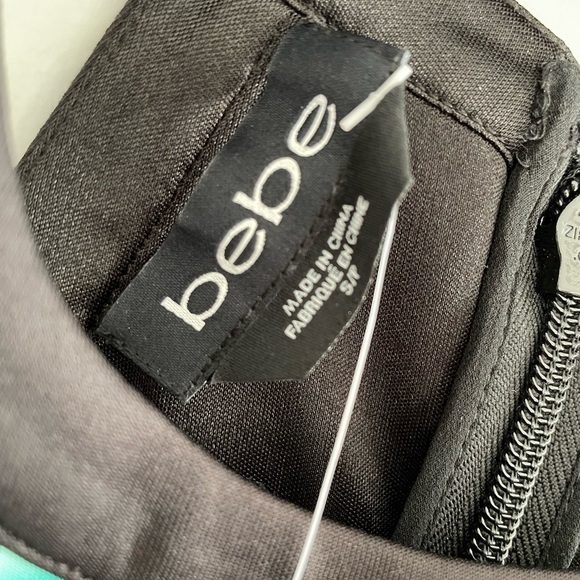 bebe
MADE IN CHINA
FABRIQUÉ EN CHINE
S/P